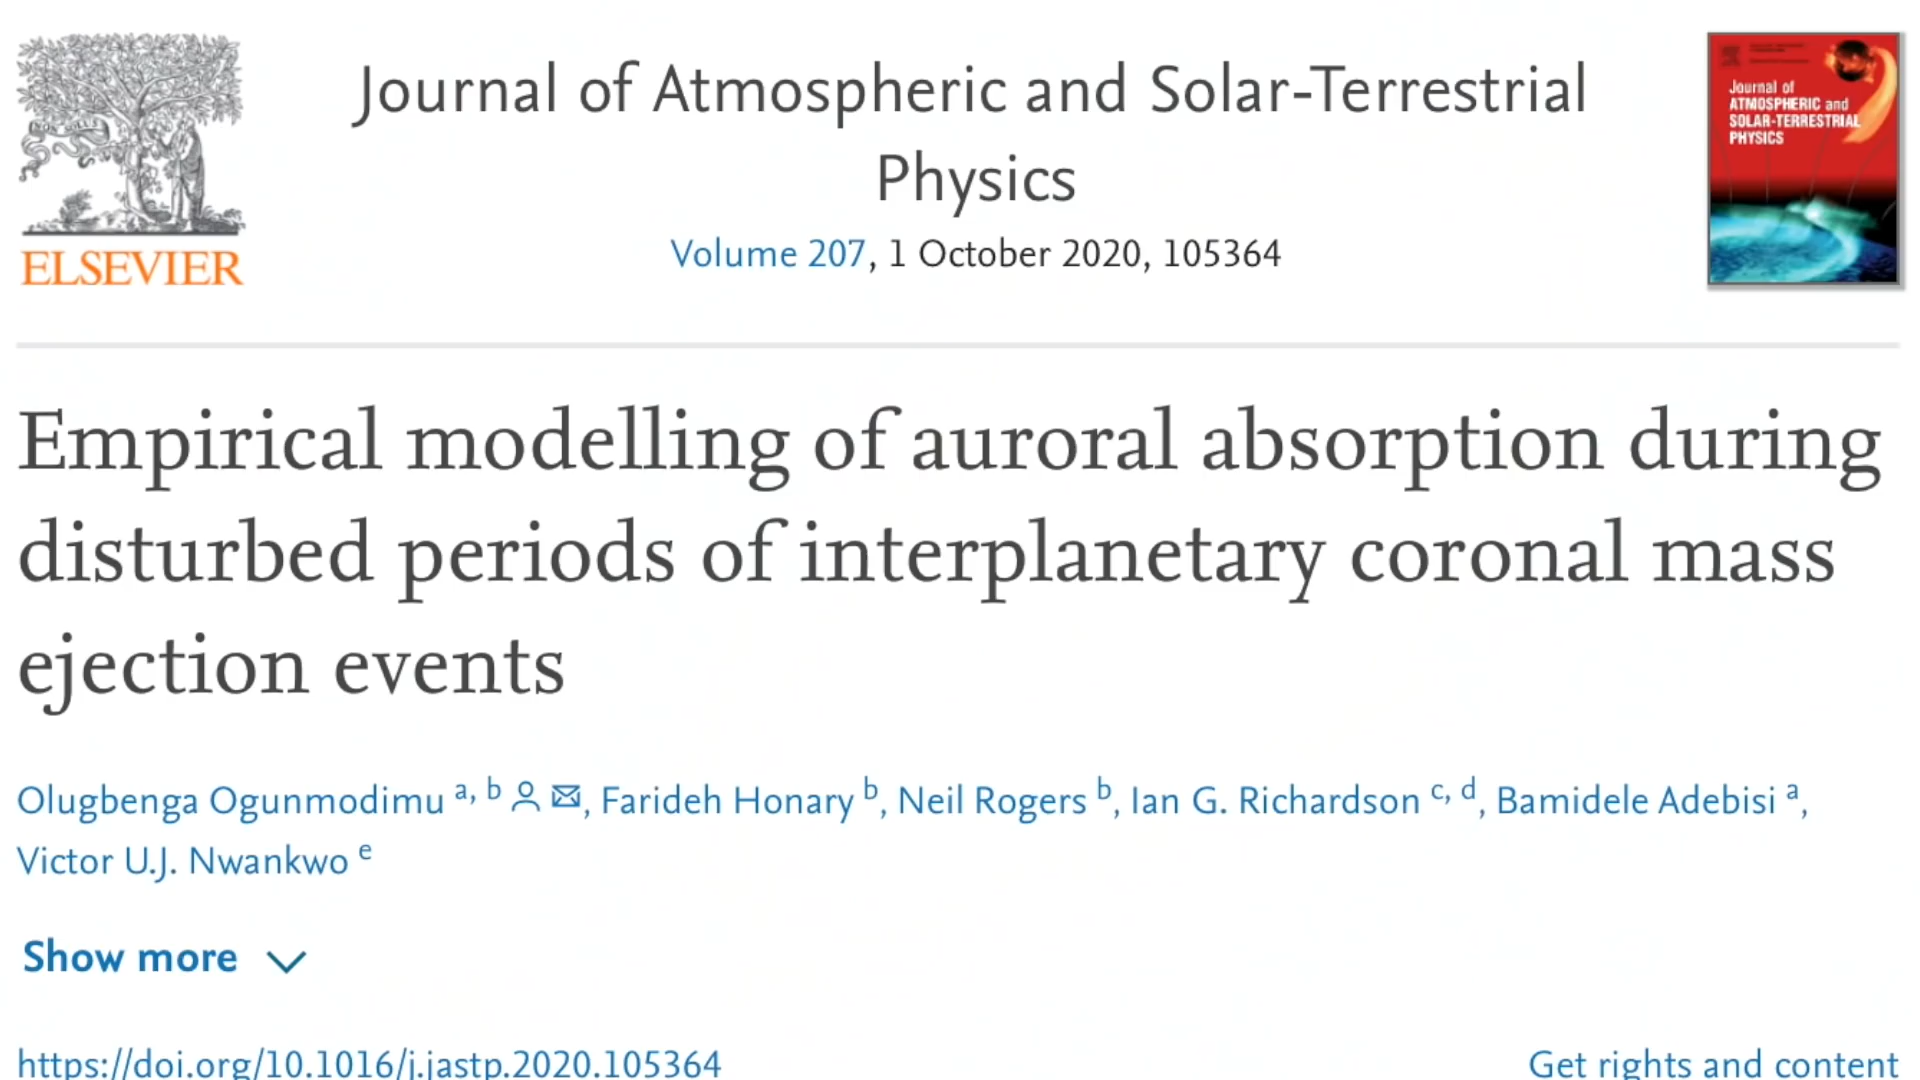 Journal of Atmospheric and Solar-Terrestrial
Physics
Volume 207, 1 October 2020, 105364
ELSEVIER
NON SOLUS
Journal of
ATMOSPHERIC and
SOLAR-TERRESTRIAL
PHYSICS
Empirical modelling of auroral absorption during
disturbed periods of interplanetary coronal mass
ejection events
Olugbenga Ogunmodimu a, b, Farideh Honary b, Neil Rogers b, Ian G. Richardson c, d, Bamidele Adebisi a,
Victor U.J. Nwankwo e
Show more
https://doi.org/10.1016/j.jastp.2020.105364
Get rights and content